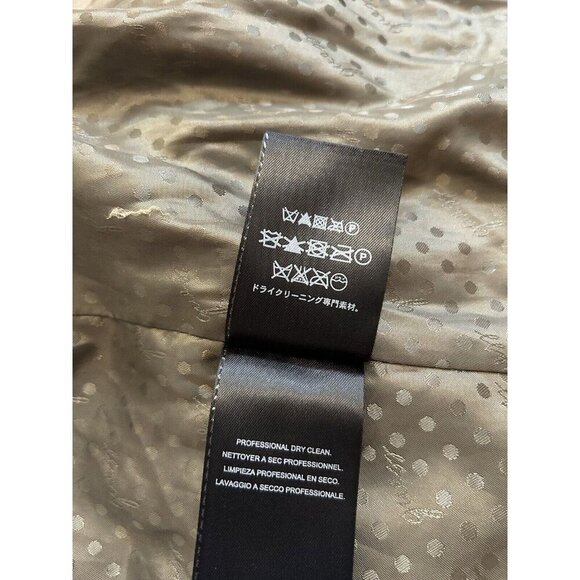 ドライクリーニング専門素材。
PROFESSIONAL DRY CLEAN.
NETTOYER A SEC PROFESSIONNEL.
LIMPIEZA PROFESIONAL EN SECO.
LAVAGGIO A SECCO PROFESSIONALE.